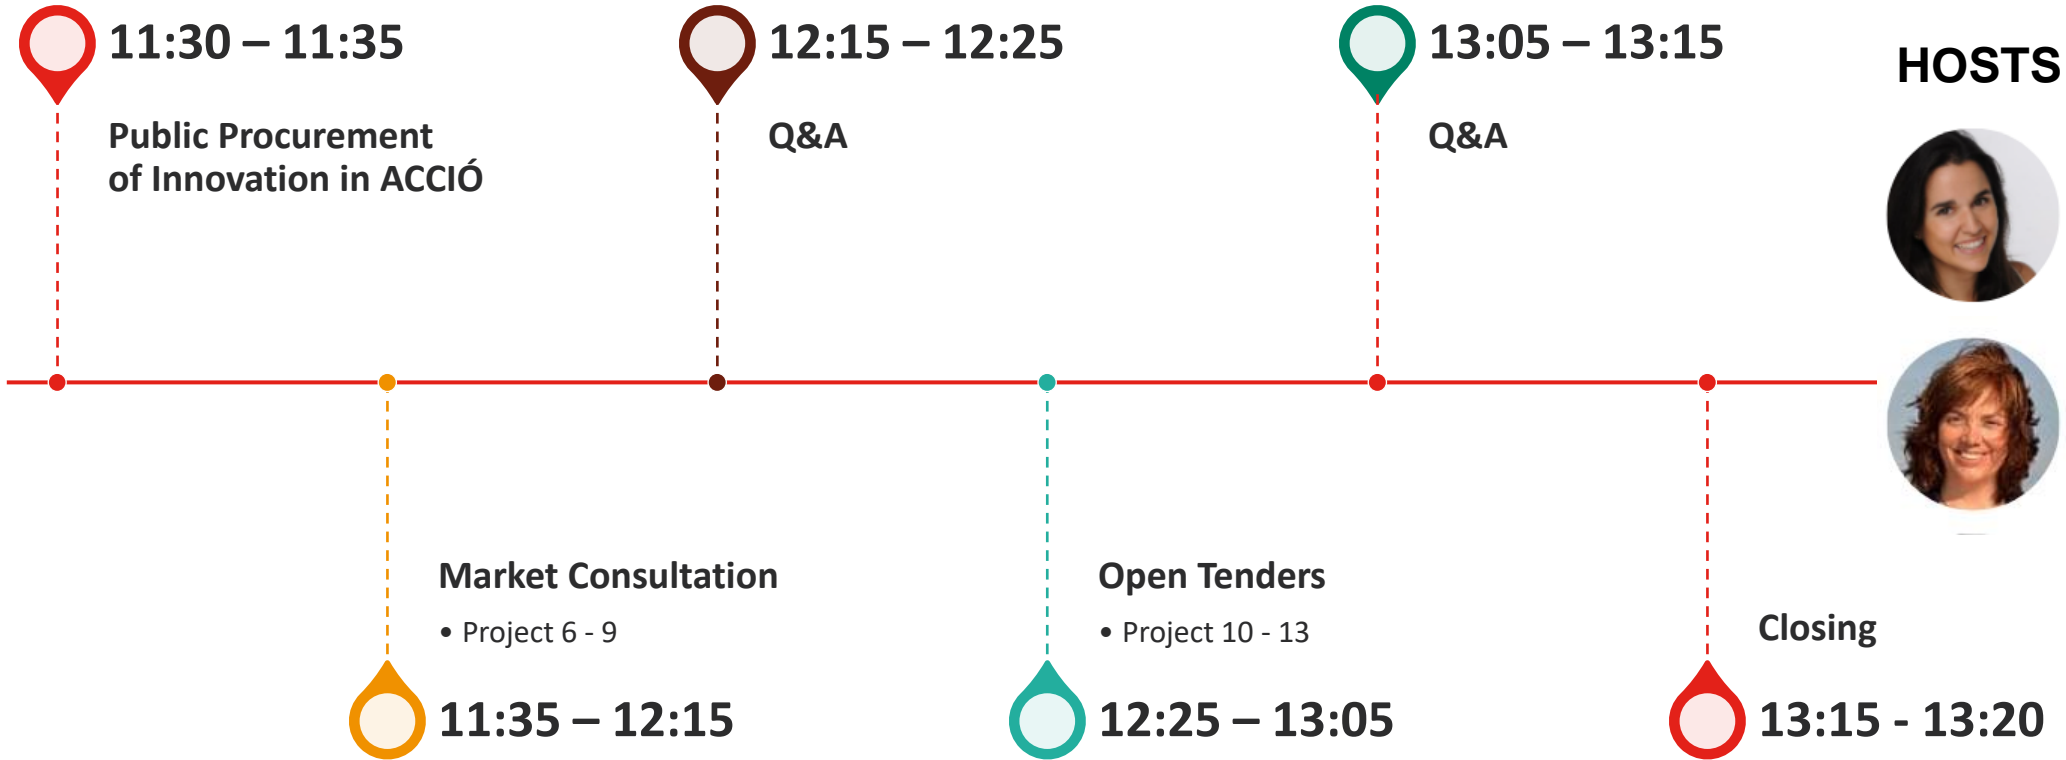 11:30 – 11:35
Public Procurement
of Innovation in ACCIÓ
12:15 – 12:25
Q&A
13:05 – 13:15
Q&A
HOSTS
Market Consultation
• Project 6 - 9
11:35 – 12:15
Open Tenders
• Project 10 - 13
12:25 – 13:05
Closing
13:15 - 13:20